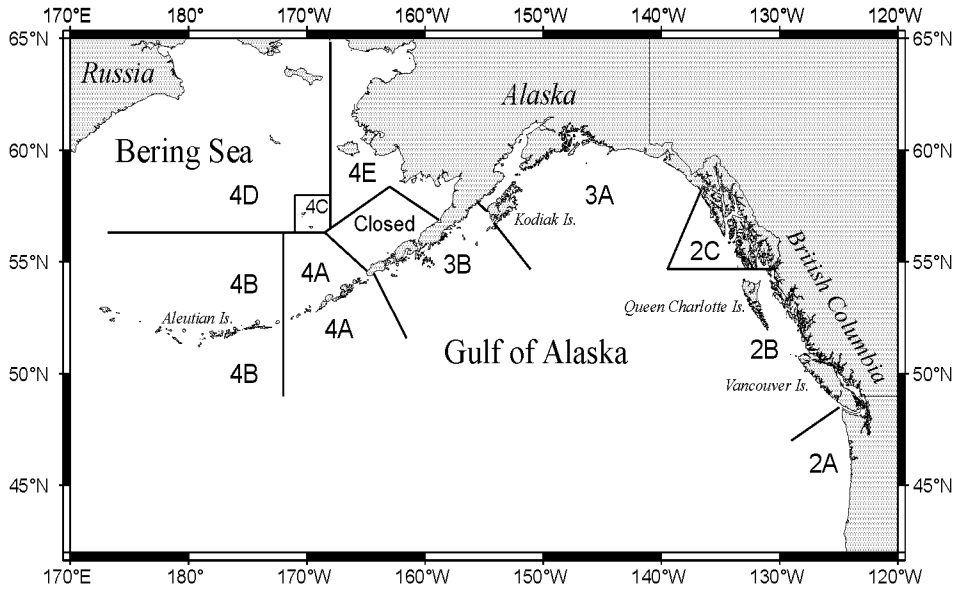 170°E 180° 170°W 160°W 150°W 140°W 130°W 120°W
65°N 65°N
Russia
Alaska
Bering Sea
60°N 60°N
4E
4D
4C
3A
Closed
Kodiak Is.
2C
British Columbia
55°N 55°N
4A
3B
4B
Queen Charlotte Is.
Aleutian Is.
4A
2B
Gulf of Alaska
50°N 50°N
4B
Vancouver Is.
2A
45°N 45°N
170°E 180° 170°W 160°W 150°W 140°W 130°W 120°W